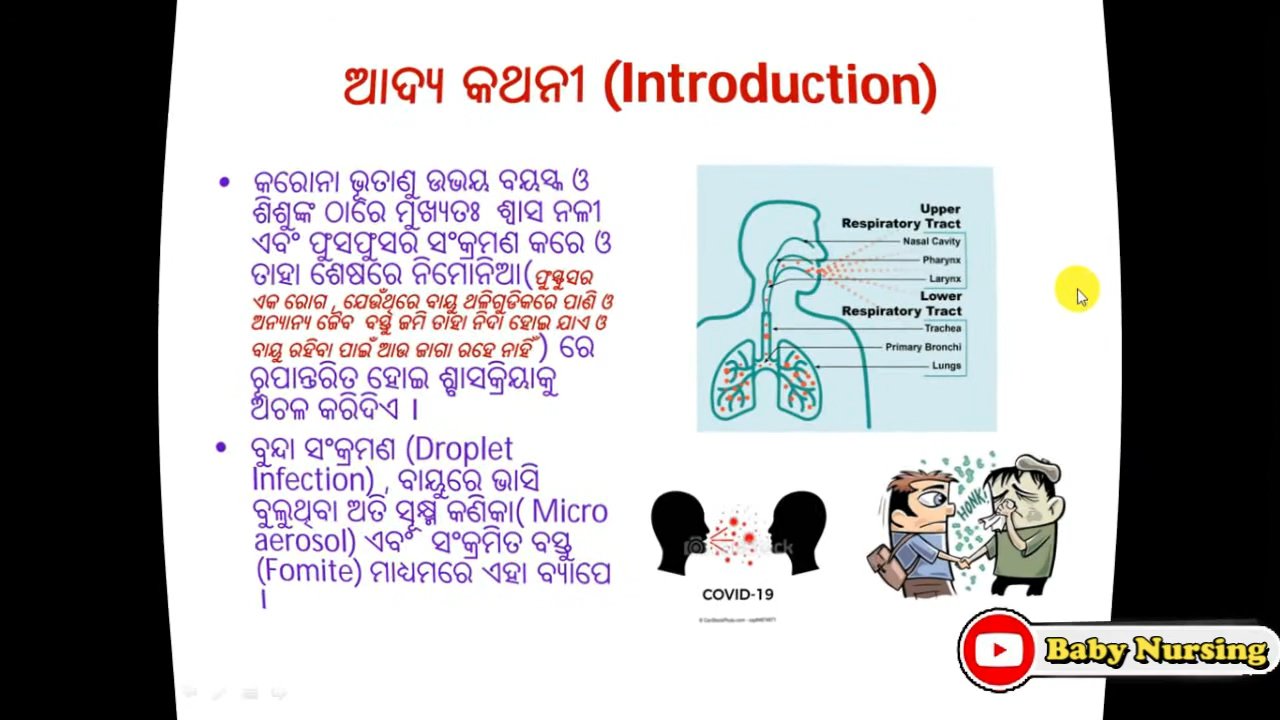 ଆଦ୍ୟ କଥନୀ (Introduction)
• କରୋନା ଭୂତାଣୁ ଉଭୟ ବୟସ୍କ ଓ
ଶିଶୁଙ୍କ ଠାରେ ମୁଖ୍ୟତଃ ଶ୍ୱାସ ନଳୀ
ଏବଂ ଫୁସଫୁସର ସଂକ୍ରମଣ କରେ ଓ
ତାହା ଶେଷରେ ନିମୋନିଆ(ଫୁସ୍ଫୁସର
ଏକ ରୋଗ , ଯେଉଁଥିରେ ବାୟୁ ଥଳିଗୁଡିକରେ ପାଣି ଓ
ଅନ୍ୟାନ୍ୟ ଜୈବ ବସ୍ତୁ ଜମି ତାହା ନିଦା ହୋଇ ଯାଏ ଓ
ବାୟୁ ରହିବା ପାଇଁ ଆଉ ଜାଗା ରହେ ନାହିଁ ) ରେ
ରୂପାନ୍ତରିତ ହୋଇ ଶ୍ବାସକ୍ରିୟାକୁ
ଅଚଳ କରିଦିଏ ।
• ବୁନ୍ଦା ସଂକ୍ରମଣ (Droplet
Infection) , ବାୟୁରେ ଭାସି
ବୁଲୁଥିବା ଅତି ସୂକ୍ଷ୍ମ କଣିକା( Micro
aerosol) ଏବଂ ସଂକ୍ରମିତ ବସ୍ତୁ
(Fomite) ମାଧ୍ୟମରେ ଏହା ବ୍ୟାପେ
।
Upper
Respiratory Tract
Nasal Cavity
Pharynx
Larynx
Lower
Respiratory Tract
Trachea
Primary Bronchi
Lungs
HONK!
COVID-19
Baby Nursing